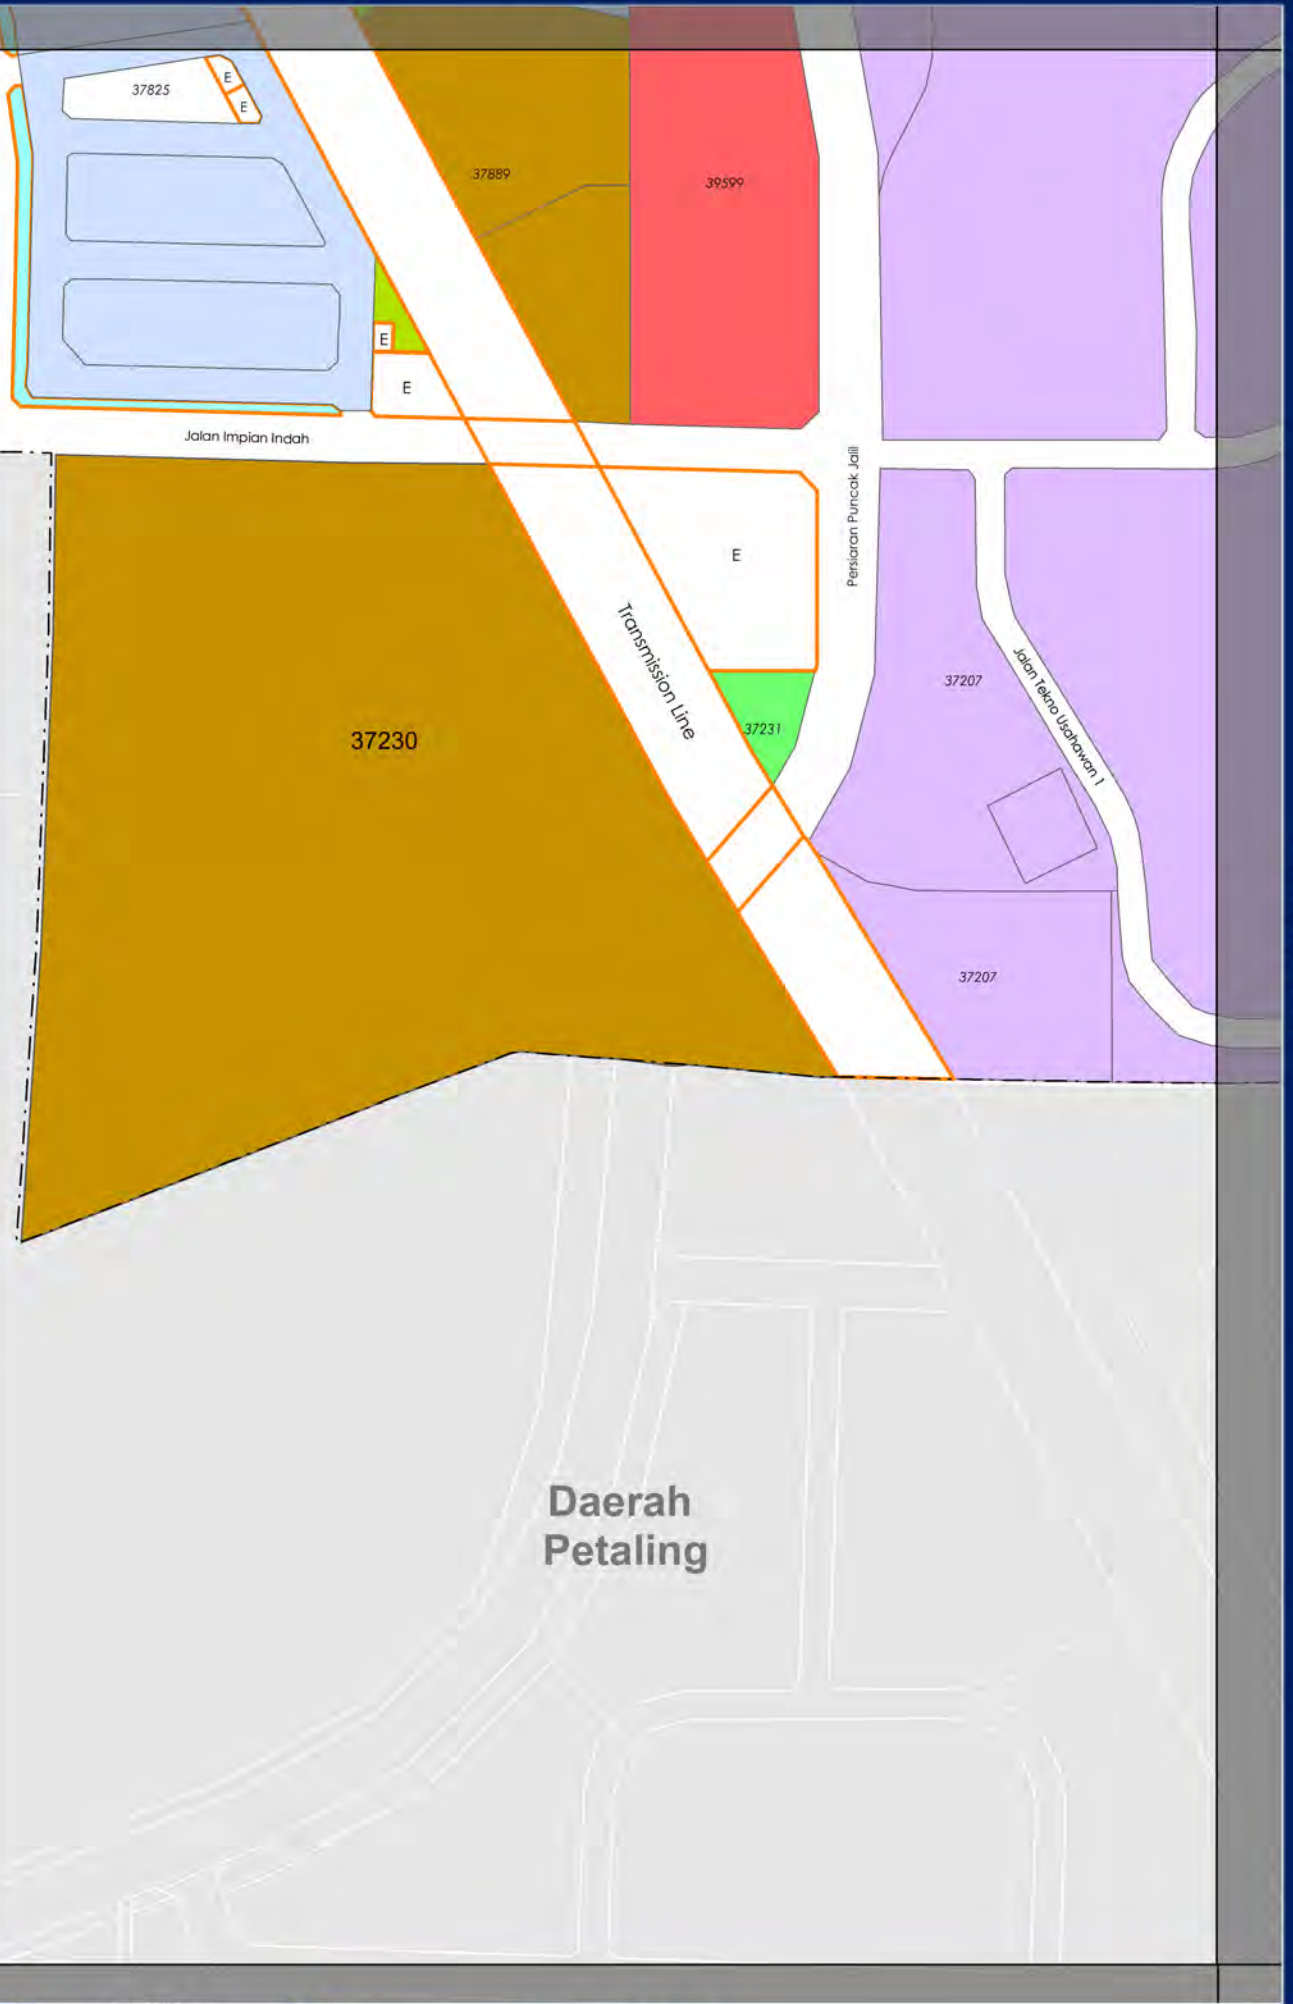 37825
E
E
37889
39599
E
E
Jalan Impian Indah
Persiaran Puncak Jalil
E
Transmission Line
37231
37207
Jalan Tekno Usahawan 1
37230
37207
Daerah
Petaling